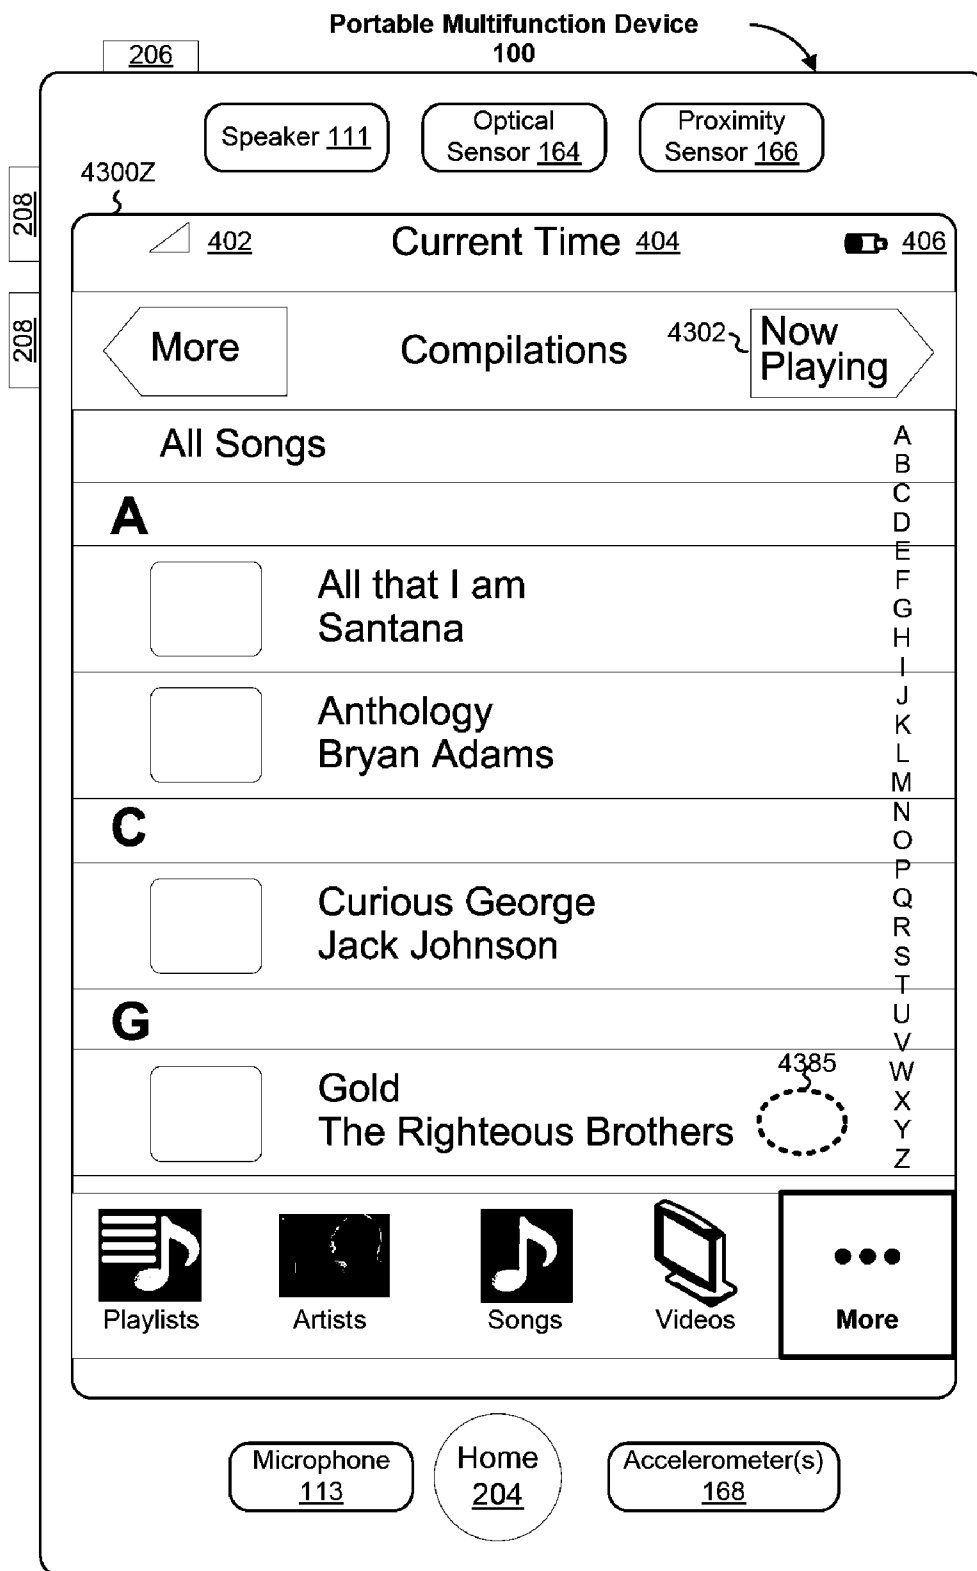 Portable Multifunction Device
100
206
Speaker 111
Optical
Sensor 164
Proximity
Sensor 166
208
208
4300Z
402
Current Time 404
406
More
Compilations
4302
Now
Playing
All Songs
A
All that I am
Santana
Anthology
Bryan Adams
C
Curious George
Jack Johnson
G
Gold
The Righteous Brothers
4385
A
B
C
D
E
F
G
H
I
J
K
L
M
N
O
P
Q
R
S
T
U
V
W
X
Y
Z
Playlists
Artists
Songs
Videos
More
Microphone
113
Home
204
Accelerometer(s)
168